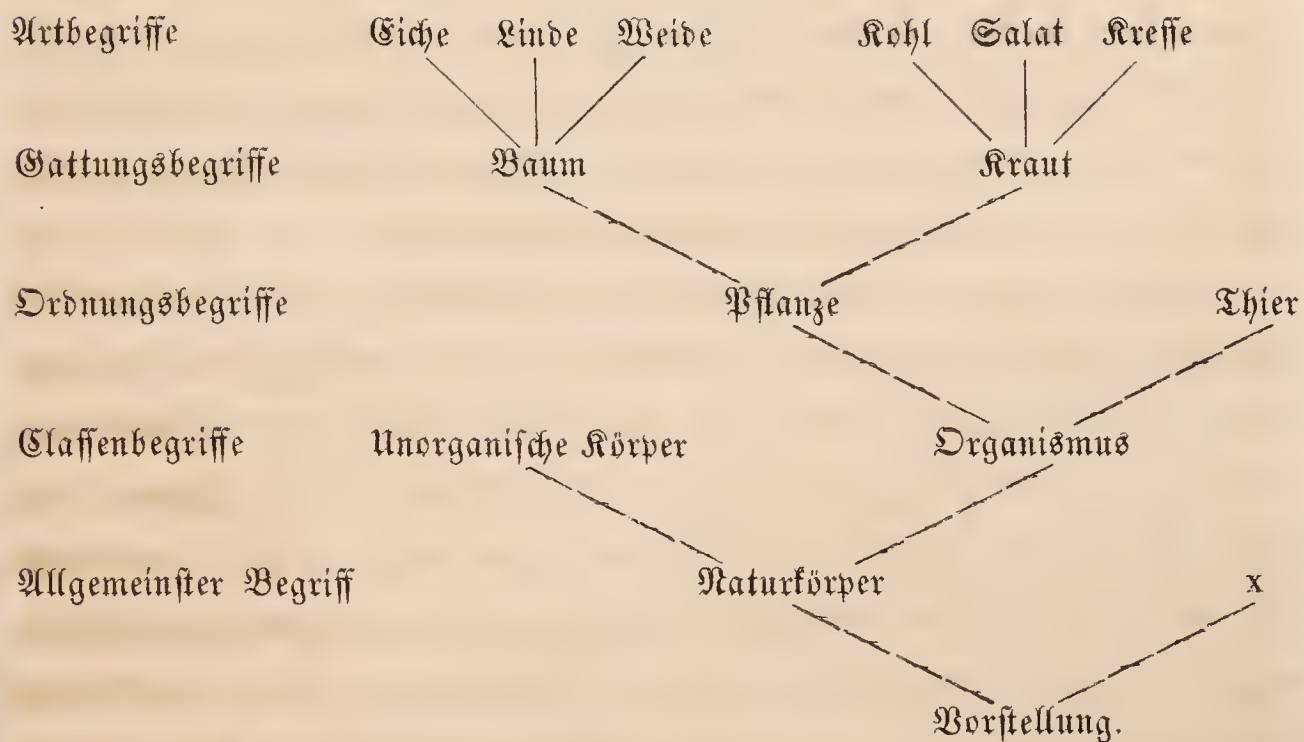 Artbegriffe Eiche Linde Weide Kohl Salat Kresse
Gattungsbegriffe Baum Kraut
Ordnungsbegriffe Pflanze Thier
Classenbegriffe Unorganische Körper Organismus
Allgemeinster Begriff Naturkörper x
Vorstellung.